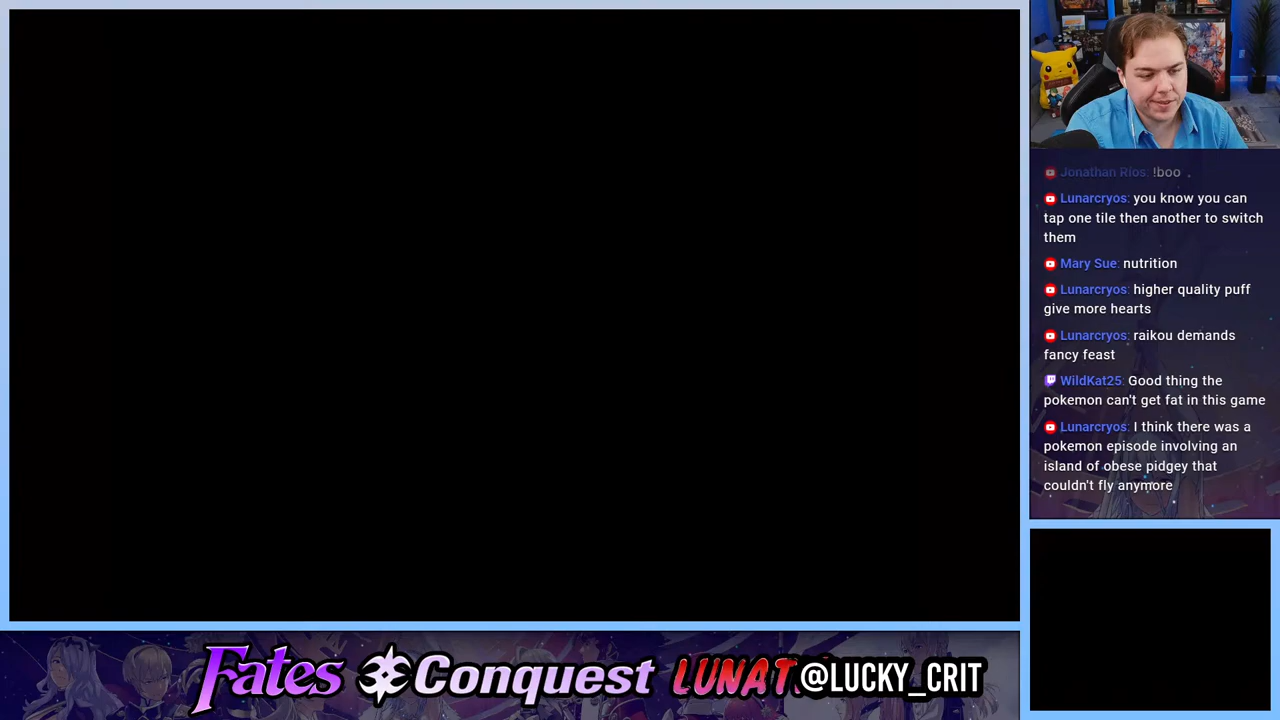 Jonathan Ríos: !boo
Lunarcryos: you know you can
tap one tile then another to switch
them
Mary Sue: nutrition
Lunarcryos: higher quality puff
give more hearts
Lunarcryos: raikou demands
fancy feast
WildKat25: Good thing the
pokemon can't get fat in this game
Lunarcryos: I think there was a
pokemon episode involving an
island of obese pidgey that
couldn't fly anymore
Fates Conquest LUNAT @LUCKY_CRIT